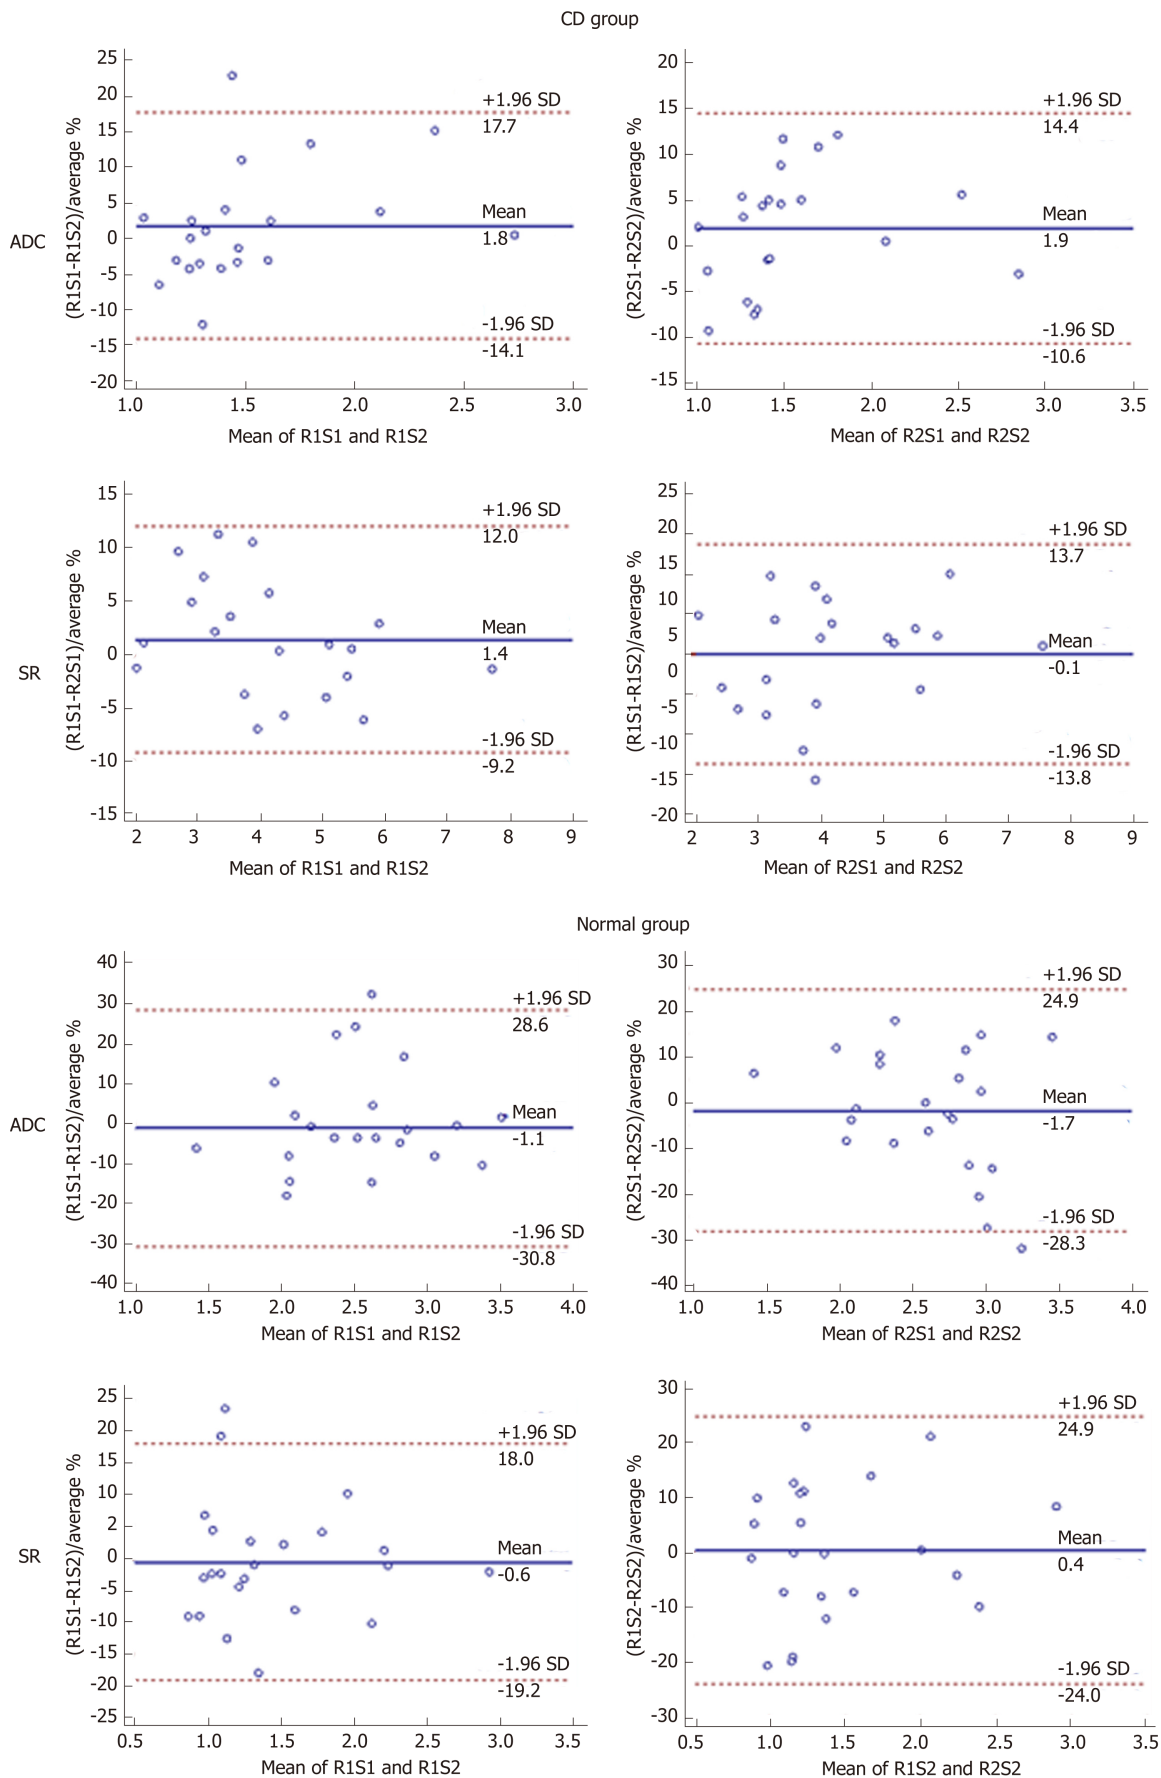 CD group
ADC
(R1S1-R1S2)/average %
25
20
15
10
5
0
-5
-10
-15
-20
+1.96 SD
17.7
Mean
1.8
-1.96 SD
-14.1
1.0 1.5 2.0 2.5 3.0
Mean of R1S1 and R1S2
(R2S1-R2S2)/average %
20
15
10
5
0
-5
-10
-15
+1.96 SD
14.4
Mean
1.9
-1.96 SD
-10.6
1.0 1.5 2.0 2.5 3.0 3.5
Mean of R2S1 and R2S2
SR
(R1S1-R2S1)/average %
15
10
5
0
-5
-10
-15
+1.96 SD
12.0
Mean
1.4
-1.96 SD
-9.2
2 3 4 5 6 7 8 9
Mean of R1S1 and R1S2
(R1S1-R1S2)/average %
25
20
15
10
5
0
-5
-10
-15
-20
+1.96 SD
13.7
Mean
-0.1
-1.96 SD
-13.8
2 3 4 5 6 7 8 9
Mean of R2S1 and R2S2
Normal group
ADC
(R1S1-R1S2)/average %
40
30
20
10
0
-10
-20
-30
-40
+1.96 SD
28.6
Mean
-1.1
-1.96 SD
-30.8
1.0 1.5 2.0 2.5 3.0 3.5 4.0
Mean of R1S1 and R1S2
(R2S1-R2S2)/average %
30
20
10
0
-10
-20
-30
-40
+1.96 SD
24.9
Mean
-1.7
-1.96 SD
-28.3
1.0 1.5 2.0 2.5 3.0 3.5 4.0
Mean of R2S1 and R2S2
SR
(R1S1-R1S2)/average %
25
20
15
10
2
0
-5
-10
-15
-20
-25
+1.96 SD
18.0
Mean
-0.6
-1.96 SD
-19.2
0.5 1.0 1.5 2.0 2.5 3.0 3.5
Mean of R1S1 and R1S2
(R1S2-R2S2)/average %
30
20
10
0
-10
-20
-30
+1.96 SD
24.9
Mean
0.4
-1.96 SD
-24.0
0.5 1.0 1.5 2.0 2.5 3.0 3.5
Mean of R1S2 and R2S2